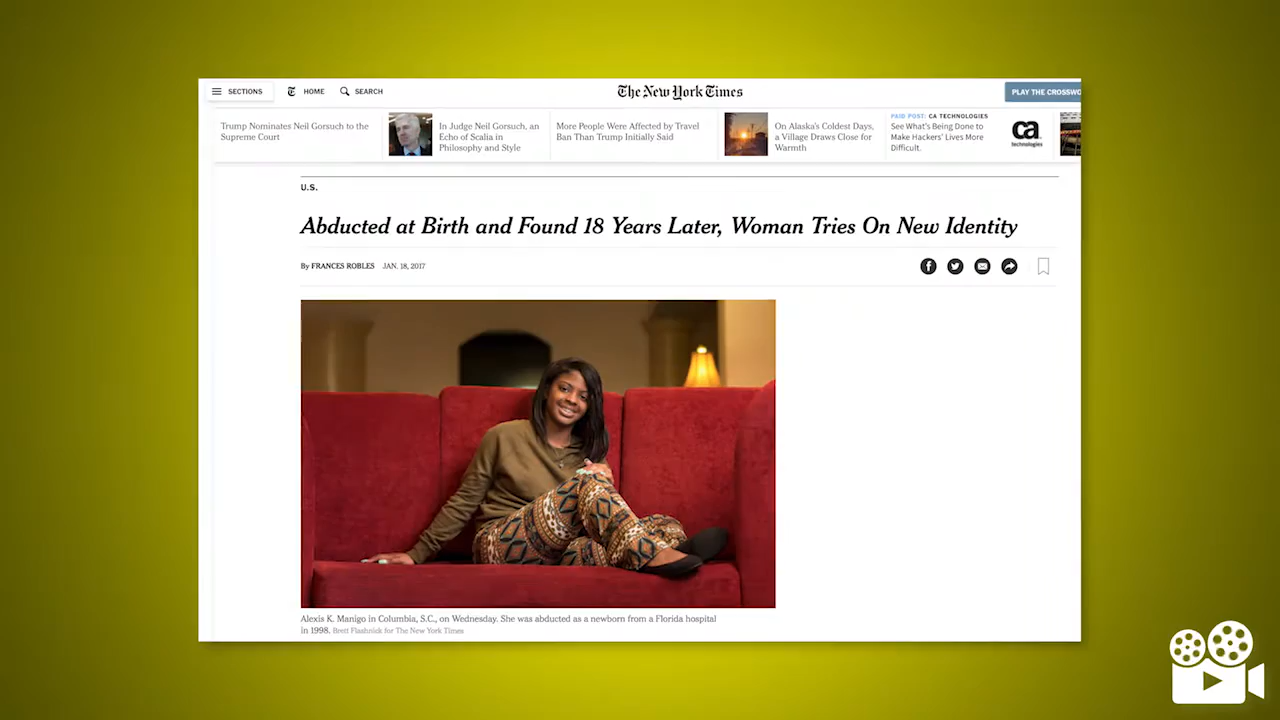 SECTIONS HOME SEARCH The New York Times PLAY THE CROSSWO
Trump Nominates Neil Gorsuch to the
Supreme Court
In Judge Neil Gorsuch, an
Echo of Scalia in
Philosophy and Style
More People Were Affected by Travel
Ban Than Trump Initially Said
On Alaska's Coldest Days,
a Village Draws Close for
Warmth
PAID POST: CA TECHNOLOGIES
See What's Being Done to
Make Hackers' Lives More
Difficult.
ca
technologies
U.S.
Abducted at Birth and Found 18 Years Later, Woman Tries On New Identity
By FRANCES ROBLES JAN. 18, 2017
Alexis K. Manigo in Columbia, S.C., on Wednesday. She was abducted as a newborn from a Florida hospital
in 1998. Brett Flashnick for The New York Times